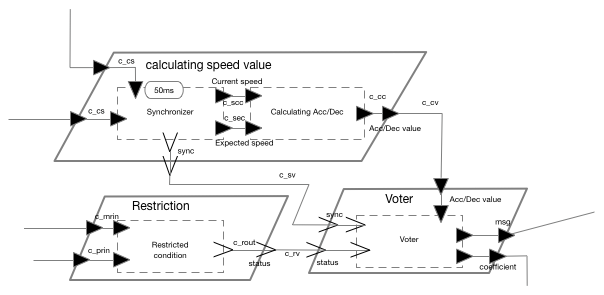 calculating speed value
c_cs
50ms
Current speed
c_cs
Synchronizer
c_scc
c_sec
Calculating Acc/Dec
c_cc
c_cv
Expected speed
Acc/Dec value
sync
c_sv
Restriction
Voter
Acc/Dec value
c_mrin
sync
msg
c_prin
Restricted
condition
c_rout
status
c_rv
status
Voter
coefficient